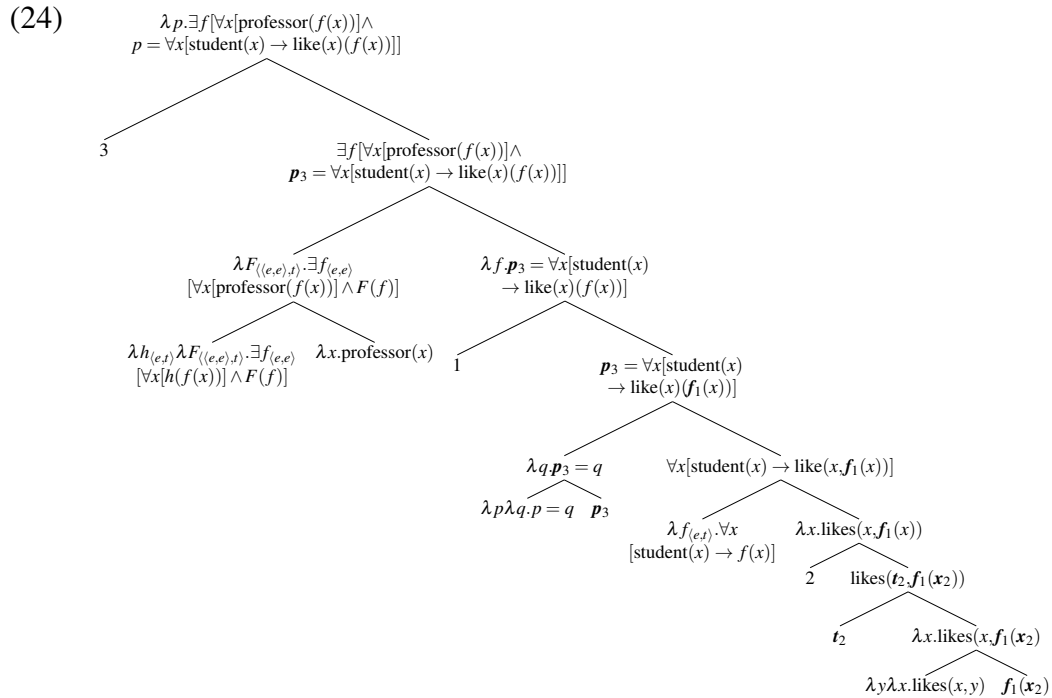 (24)
λp.∃f[∀x[professor(f(x))]∧
p = ∀x[student(x) → like(x)(f(x))]]
3
∃f[∀x[professor(f(x))]∧
p₃ = ∀x[student(x) → like(x)(f(x))]]
λF⟨⟨e,e⟩,t⟩.∃f⟨e,e⟩
[∀x[professor(f(x))] ∧ F(f)]
λf.p₃ = ∀x[student(x)
→ like(x)(f(x))]
λh⟨e,t⟩λF⟨⟨e,e⟩,t⟩.∃f⟨e,e⟩
[∀x[h(f(x))] ∧ F(f)]
λx.professor(x)
1
p₃ = ∀x[student(x)
→ like(x)(f₁(x))]
λq.p₃ = q
∀x[student(x) → like(x,f₁(x))]
λpλq.p = q
p₃
λf⟨e,t⟩.∀x
[student(x) → f(x)]
λx.likes(x,f₁(x))
2
likes(t₂,f₁(x₂))
t₂
λx.likes(x,f₁(x₂)
λyλx.likes(x,y)
f₁(x₂)